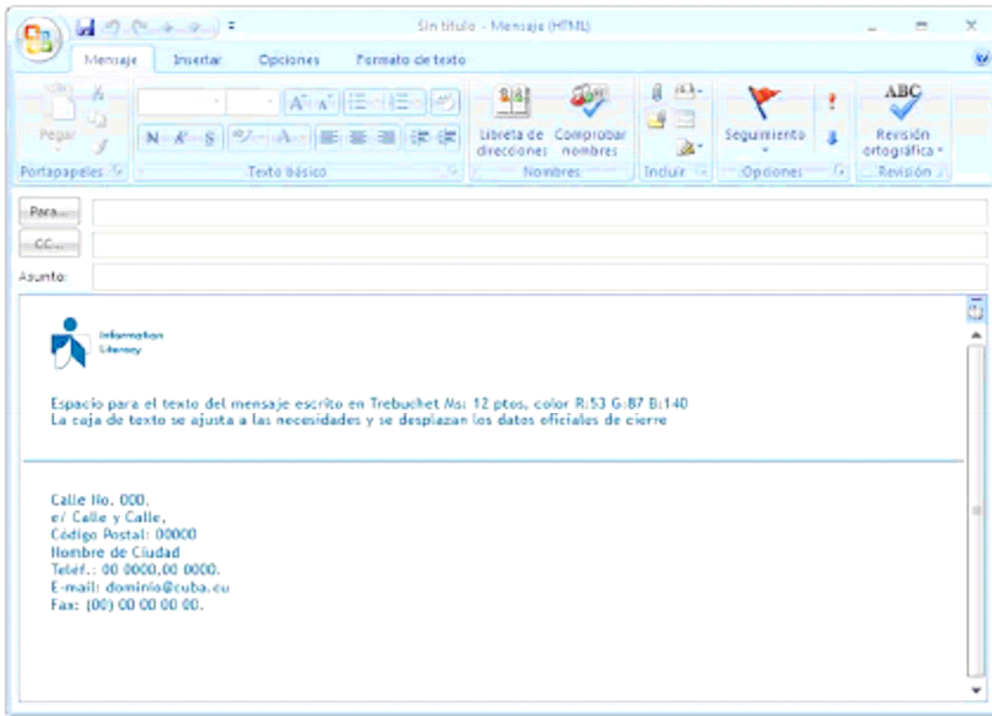 Sin título - Mensaje (HTML)
Mensaje Insertar Opciones Formato de texto
Pegar
N K S
A A
Libreta de direcciones
Comprobar nombres
Seguimiento
ABC
Revisión ortográfica
Portapapeles Texto básico Nombres Incluir Opciones Revisión
Para...
CC...
Asunto:
Information
Literacy
Espacio para el texto del mensaje escrito en Trebuchet Ms: 12 ptos, color R:53 G:87 B:140
La caja de texto se ajusta a las necesidades y se desplazan los datos oficiales de cierre
Calle No. 000,
e/ Calle y Calle,
Código Postal: 00000
Nombre de Ciudad
Teléf.: 00 0000,00 0000.
E-mail: dominio@cuba.cu
Fax: (00) 00 00 00 00.